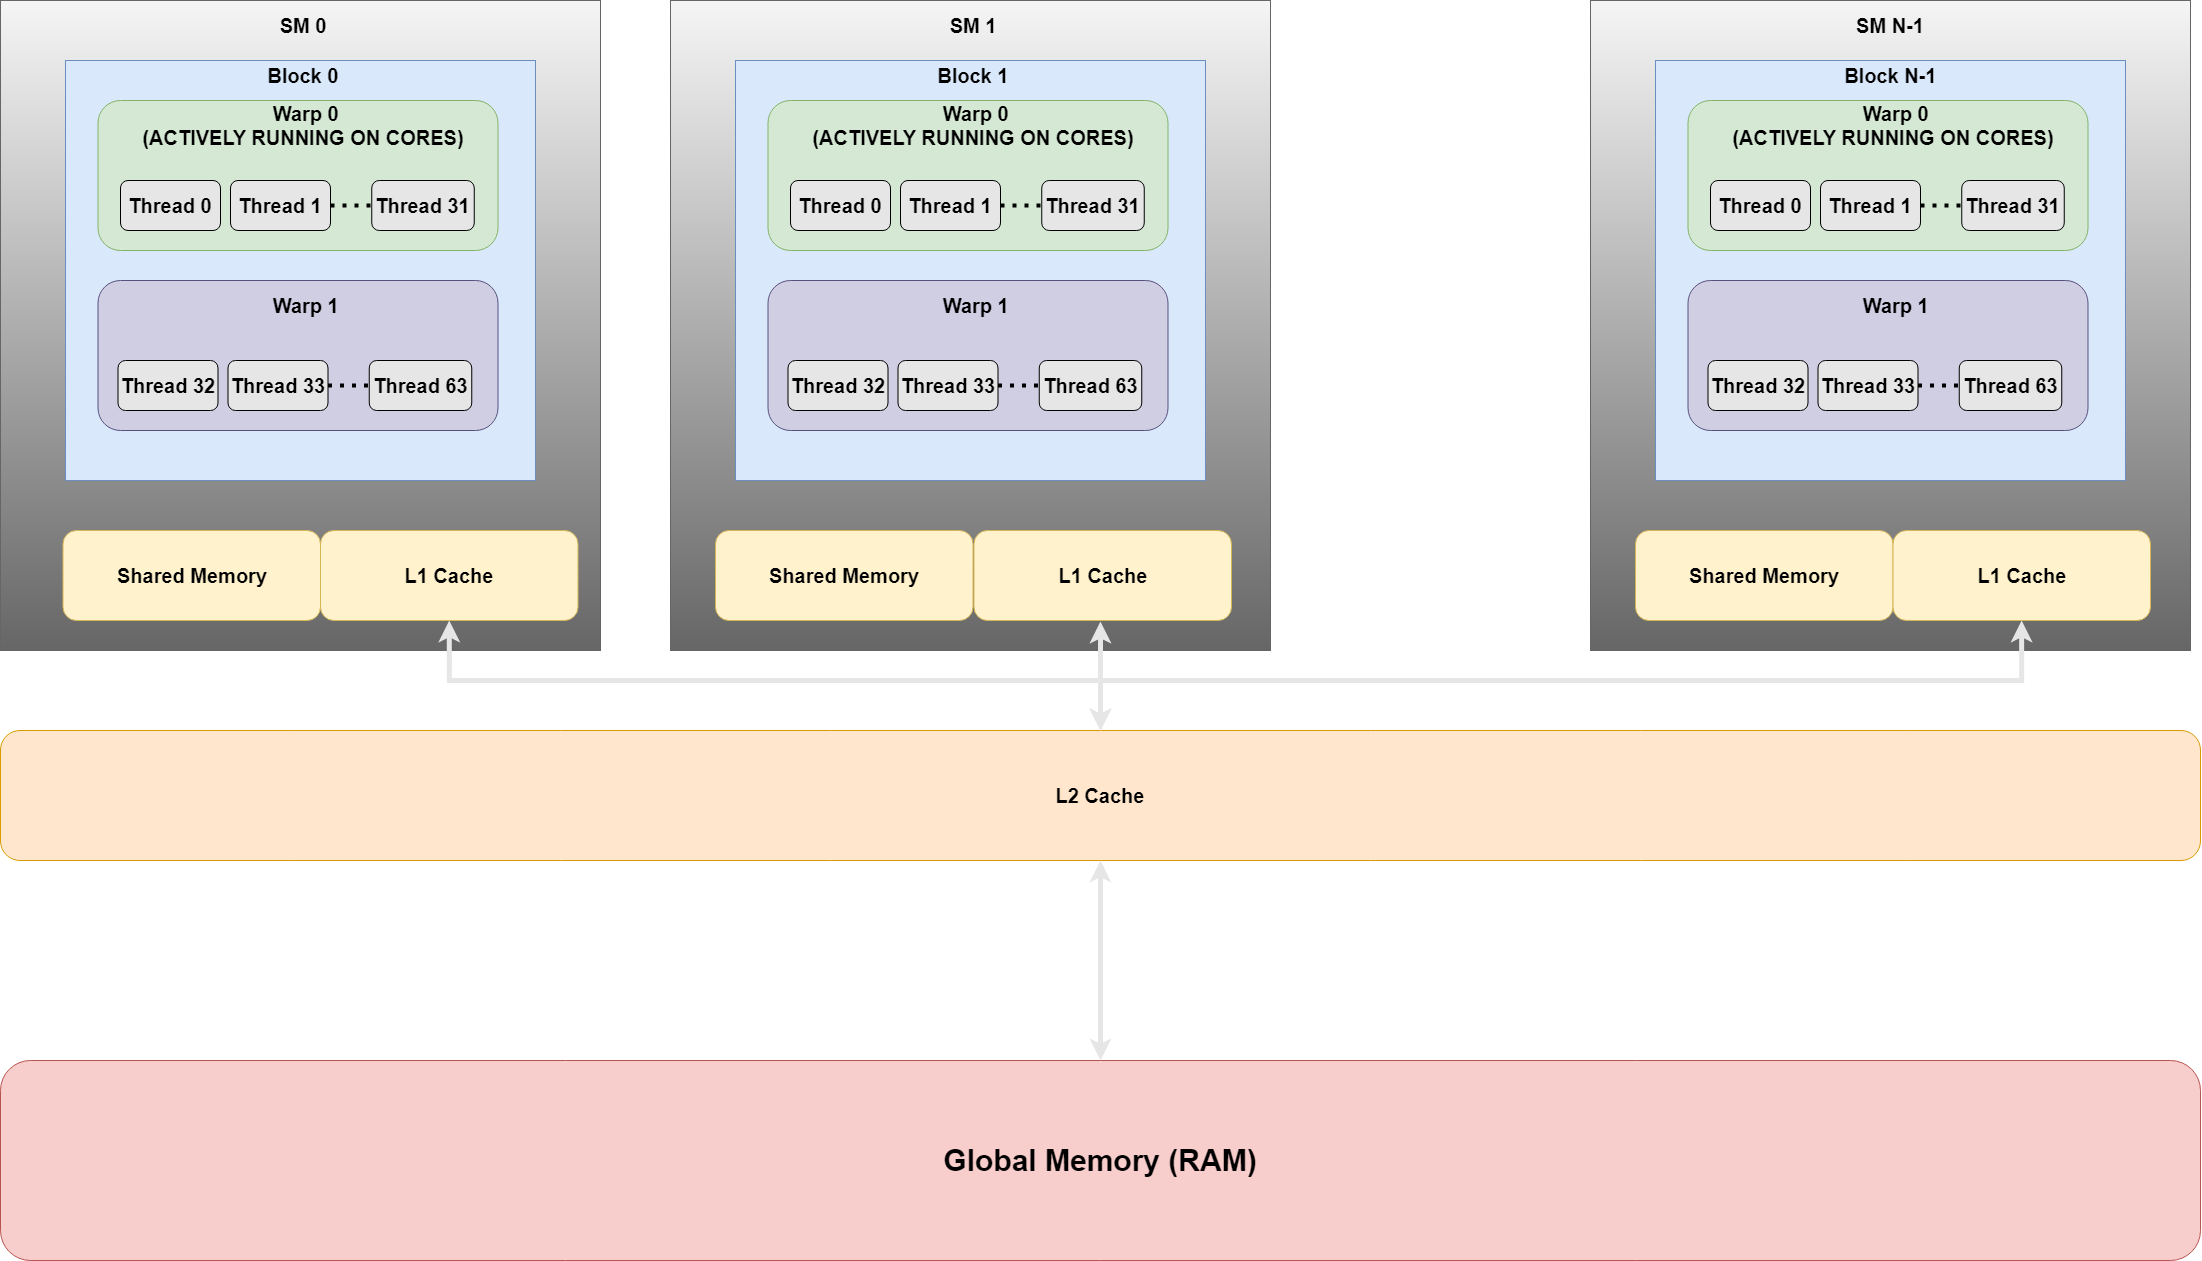 SM 0
Block 0
Warp 0
(ACTIVELY RUNNING ON CORES)
Thread 0
Thread 1
Thread 31
Warp 1
Thread 32
Thread 33
Thread 63
Shared Memory
L1 Cache
SM 1
Block 1
Warp 0
(ACTIVELY RUNNING ON CORES)
Thread 0
Thread 1
Thread 31
Warp 1
Thread 32
Thread 33
Thread 63
Shared Memory
L1 Cache
SM N-1
Block N-1
Warp 0
(ACTIVELY RUNNING ON CORES)
Thread 0
Thread 1
Thread 31
Warp 1
Thread 32
Thread 33
Thread 63
Shared Memory
L1 Cache
L2 Cache
Global Memory (RAM)